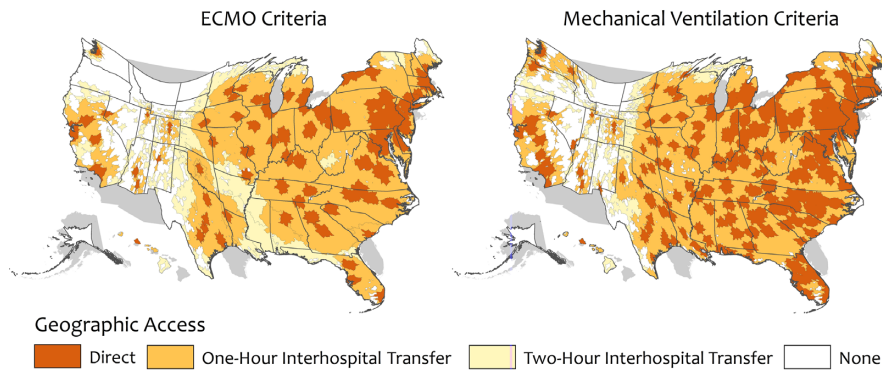 ECMO Criteria
Mechanical Ventilation Criteria
Geographic Access
Direct
One-Hour Interhospital Transfer
Two-Hour Interhospital Transfer
None